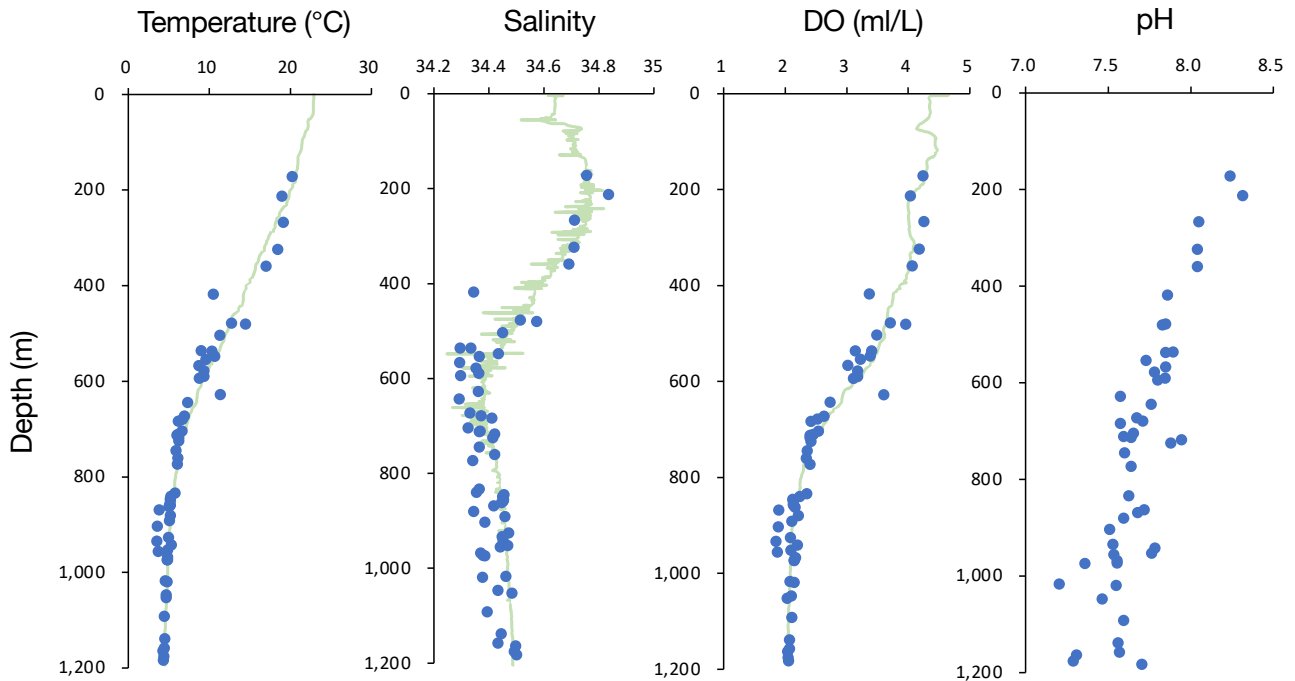 Temperature (°C) Salinity DO (ml/L) pH
0 10 20 30 34.2 34.4 34.6 34.8 35 1 2 3 4 5 7.0 7.5 8.0 8.5
0 0 0 0
200 200 200 200
400 400 400 400
Depth (m)
600 600 600 600
800 800 800 800
1,000 1,000 1,000 1,000
1,200 1,200 1,200 1,200